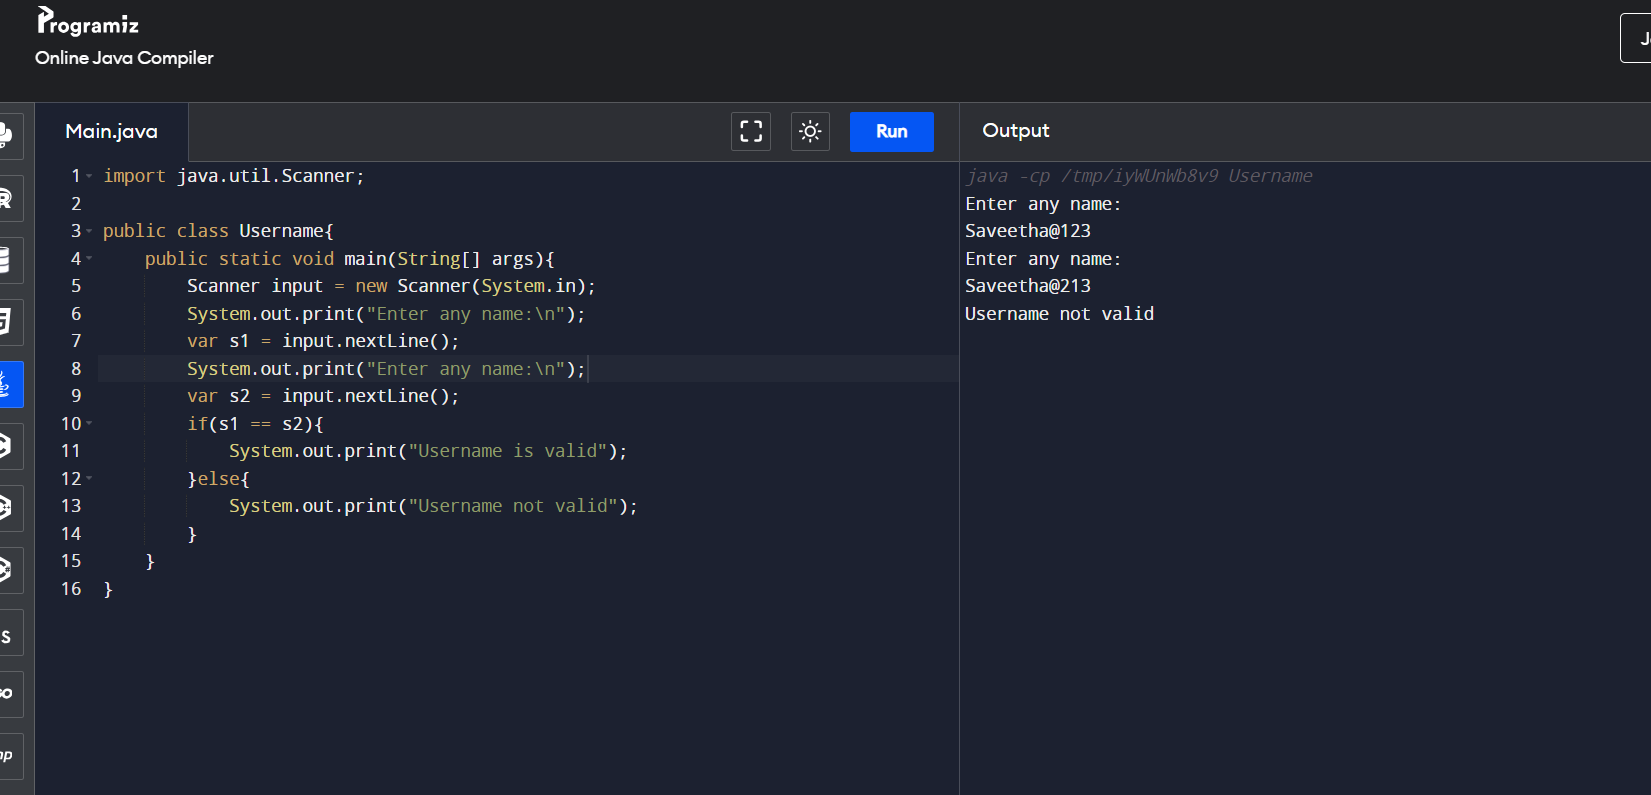 Programiz
Online Java Compiler
Main.java
Run
Output
1 import java.util.Scanner;
2
3 public class Username{
4     public static void main(String[] args){
5         Scanner input = new Scanner(System.in);
6         System.out.print("Enter any name:\n");
7         var s1 = input.nextLine();
8         System.out.print("Enter any name:\n");
9         var s2 = input.nextLine();
10         if(s1 == s2){
11             System.out.print("Username is valid");
12         }else{
13             System.out.print("Username not valid");
14         }
15     }
16 }
java -cp /tmp/iyWUnWb8v9 Username
Enter any name:
Saveetha@123
Enter any name:
Saveetha@213
Username not valid